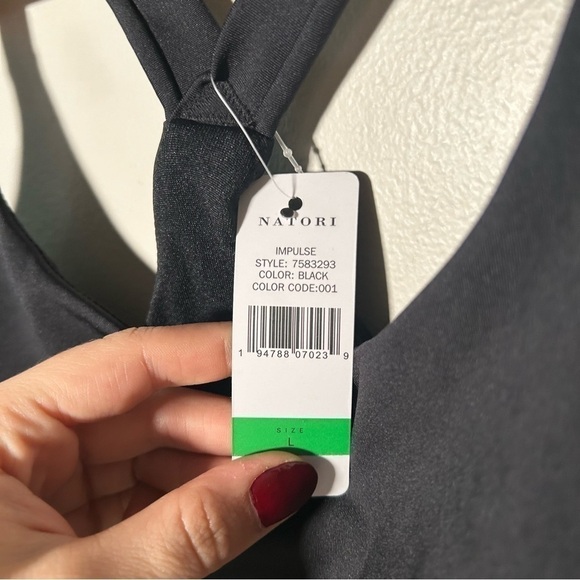 NATORI
IMPULSE
STYLE: 7583293
COLOR: BLACK
COLOR CODE:001
1 94788 07023 9
SIZE
L